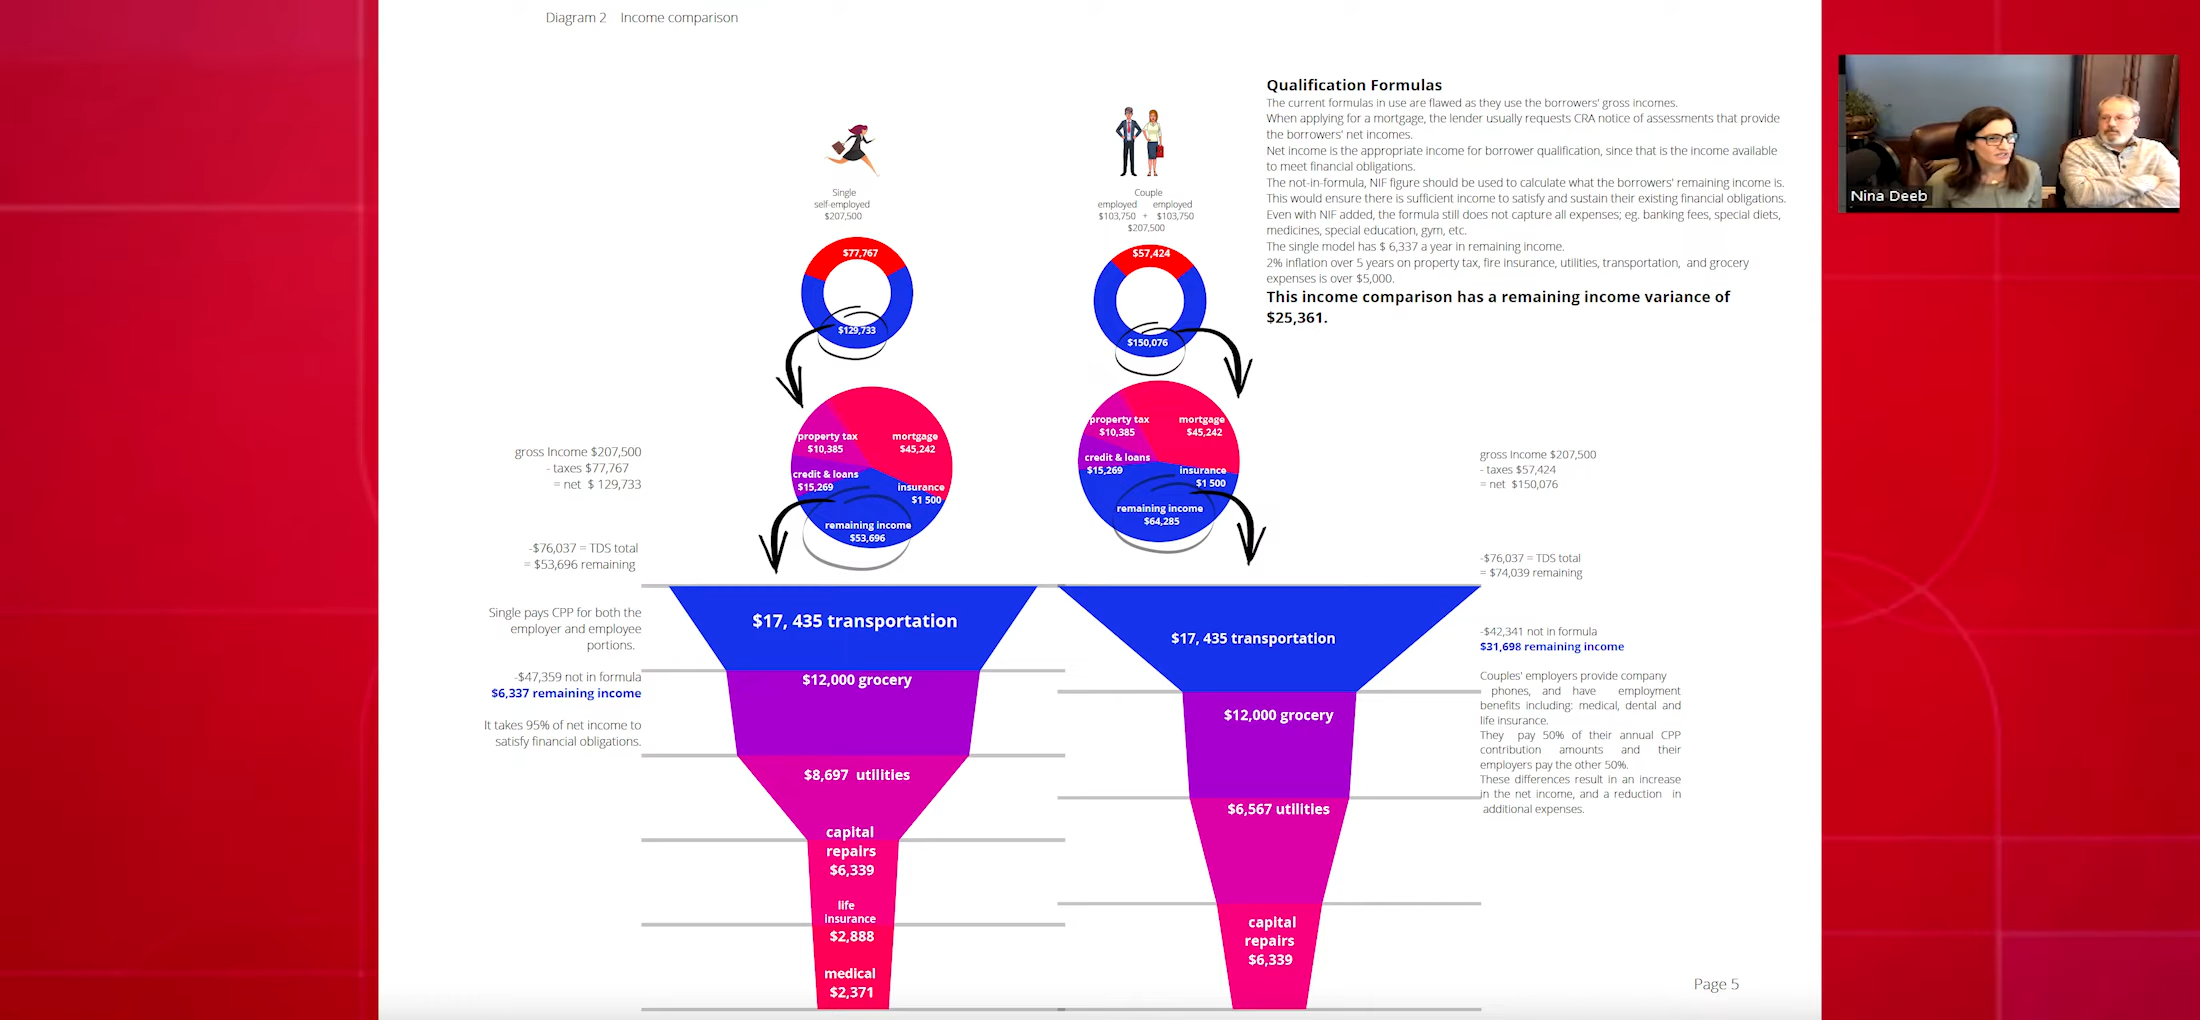 Diagram 2 Income comparison
Qualification Formulas
The current formulas in use are flawed as they use the borrowers' gross incomes.
When applying for a mortgage, the lender usually requests CRA notice of assessments that provide
the borrowers' net incomes.
Net income is the appropriate income for borrower qualification, since that is the income available
to meet financial obligations.
The not-in-formula, NIF figure should be used to calculate what the borrowers' remaining income is.
This would ensure there is sufficient income to satisfy and sustain their existing financial obligations.
Even with NIF added, the formula still does not capture all expenses; eg. banking fees, special diets,
medicines, special education, gym, etc.
The single model has $ 6,337 a year in remaining income.
2% inflation over 5 years on property tax, fire insurance, utilities, transportation, and grocery
expenses is over $5,000.
This income comparison has a remaining income variance of
$25,361.
Nina Deeb
Single
self-employed
$207,500
Couple
employed employed
$103,750 + $103,750
$207,500
$77,767
$129,733
$57,424
$150,076
property tax
$10,385
mortgage
$45,242
credit & loans
$15,269
insurance
$1 500
remaining income
$53,696
property tax
$10,385
mortgage
$45,242
credit & loans
$15,269
insurance
$1 500
remaining income
$64,285
gross Income $207,500
- taxes $77,767
= net $ 129,733
-$76,037 = TDS total
= $53,696 remaining
Single pays CPP for both the
employer and employee
portions.
-$47,359 not in formula
$6,337 remaining income
It takes 95% of net income to
satisfy financial obligations.
$17, 435 transportation
$12,000 grocery
$8,697 utilities
capital
repairs
$6,339
life
insurance
$2,888
medical
$2,371
$17, 435 transportation
$12,000 grocery
$6,567 utilities
capital
repairs
$6,339
gross Income $207,500
- taxes $57,424
= net $150,076
-$76,037 = TDS total
= $74,039 remaining
-$42,341 not in formula
$31,698 remaining income
Couples' employers provide company
phones, and have employment
benefits including: medical, dental and
life insurance.
They pay 50% of their annual CPP
contribution amounts and their
employers pay the other 50%.
These differences result in an increase
in the net income, and a reduction in
additional expenses.
Page 5